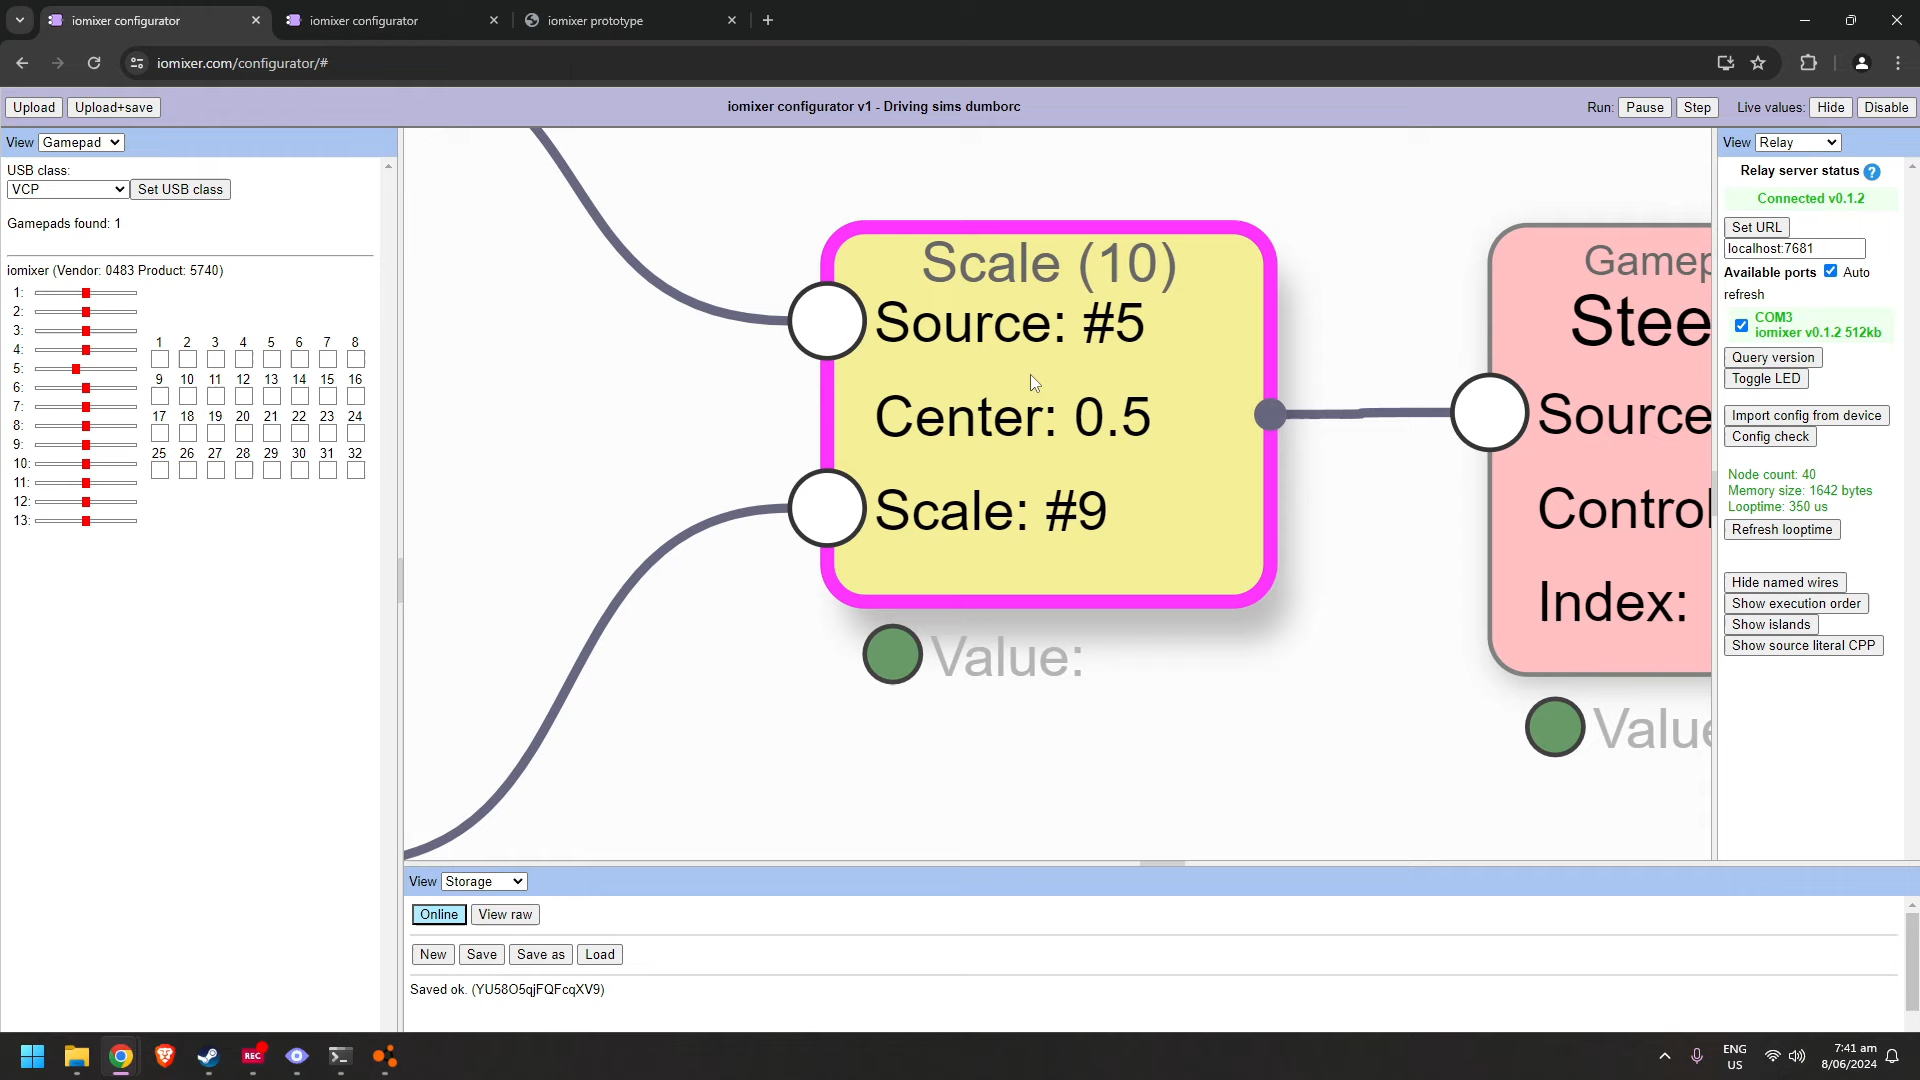 iomixer configurator
iomixer configurator
iomixer prototype
iomixer.com/configurator/#
Upload
Upload+save
iomixer configurator v1 - Driving sims dumborc
Run:
Pause
Step
Live values:
Hide
Disable
View
Gamepad
USB class:
VCP
Set USB class
Gamepads found: 1
iomixer (Vendor: 0483 Product: 5740)
1:
2:
3:
4:
5:
6:
7:
8:
9:
10:
11:
12:
13:
1 2 3 4 5 6 7 8
9 10 11 12 13 14 15 16
17 18 19 20 21 22 23 24
25 26 27 28 29 30 31 32
Scale (10)
Source: #5
Center: 0.5
Scale: #9
Value:
Gamep
Stee
Source
Control
Index:
Value
View
Relay
Relay server status ?
Connected v0.1.2
Set URL
localhost:7681
Available ports
Auto
refresh
COM3
iomixer v0.1.2 512kb
Query version
Toggle LED
Import config from device
Config check
Node count: 40
Memory size: 1642 bytes
Looptime: 350 us
Refresh looptime
Hide named wires
Show execution order
Show islands
Show source literal CPP
View
Storage
Online
View raw
New
Save
Save as
Load
Saved ok. (YU58O5qjFQFcqXV9)
REC
ENG
US
7:41 am
8/06/2024